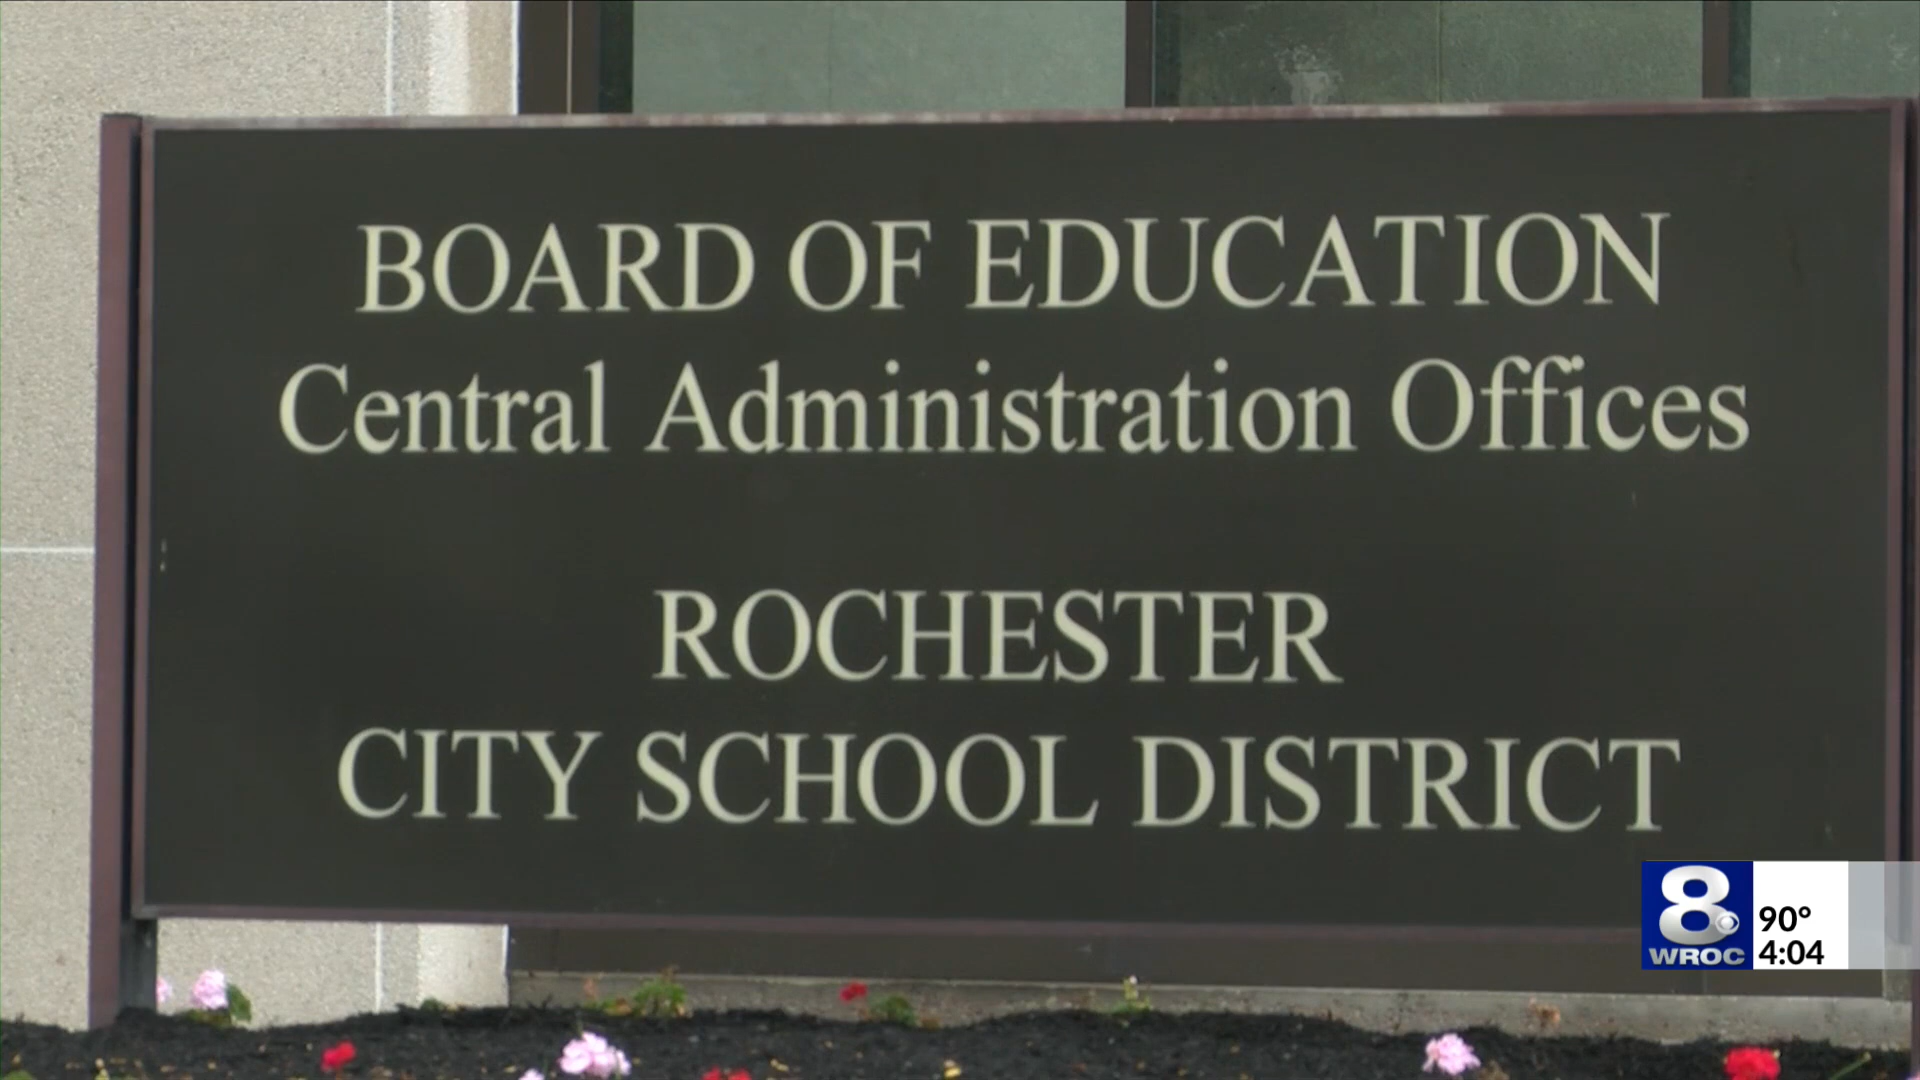 BOARD OF EDUCATION
Central Administration Offices
ROCHESTER
CITY SCHOOL DISTRICT
8
WROC
90°
4:04